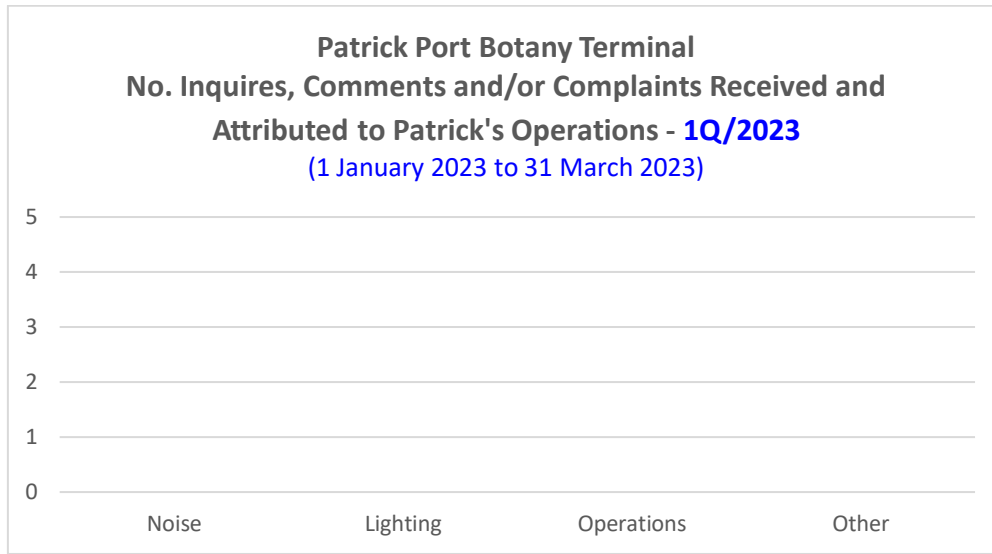 Patrick Port Botany Terminal
No. Inquires, Comments and/or Complaints Received and
Attributed to Patrick's Operations - 1Q/2023
(1 January 2023 to 31 March 2023)
5
4
3
2
1
0
Noise Lighting Operations Other